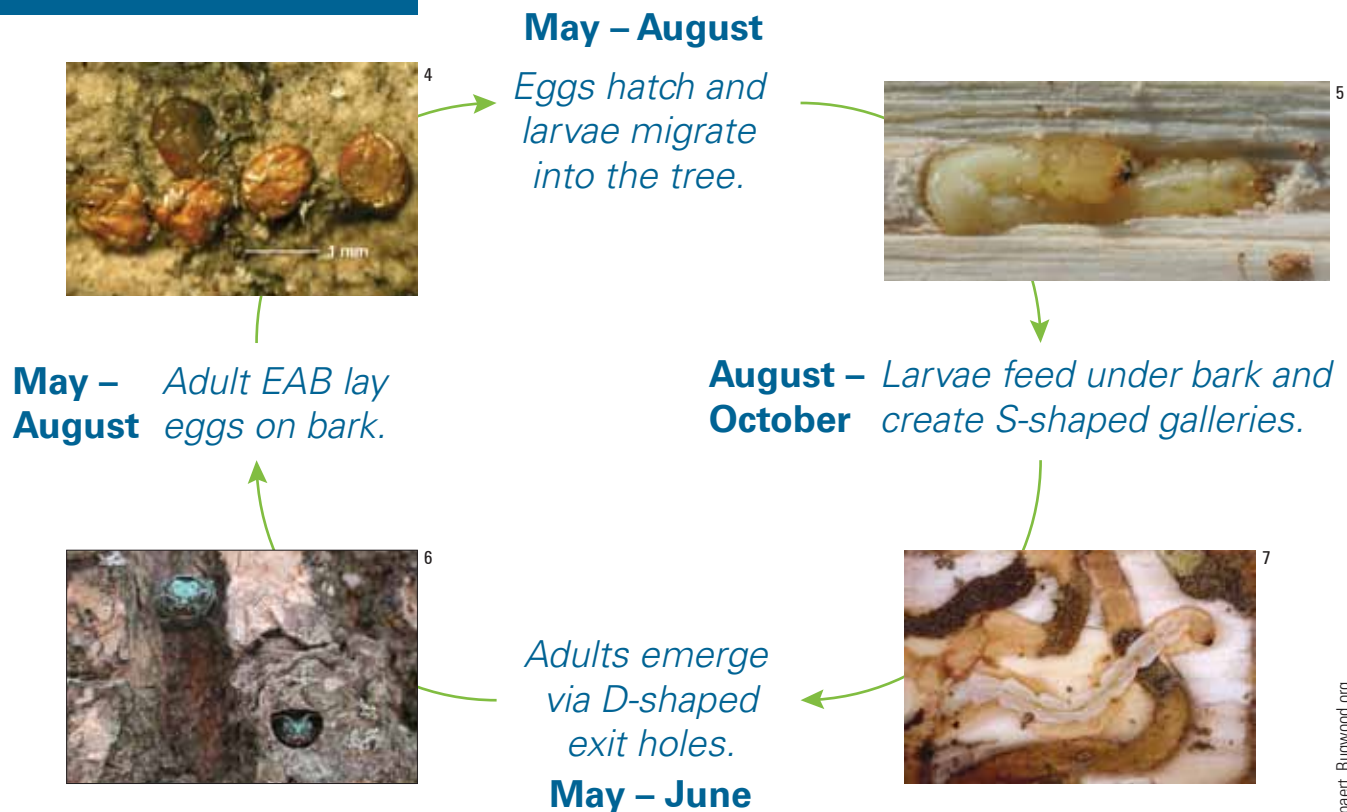 May – August
Eggs hatch and
larvae migrate
into the tree.
4
1 mm
5
May –
August
Adult EAB lay
eggs on bark.
August –
October
Larvae feed under bark and
create S-shaped galleries.
6
7
Adults emerge
via D-shaped
exit holes.
May – June
Bugwood.org